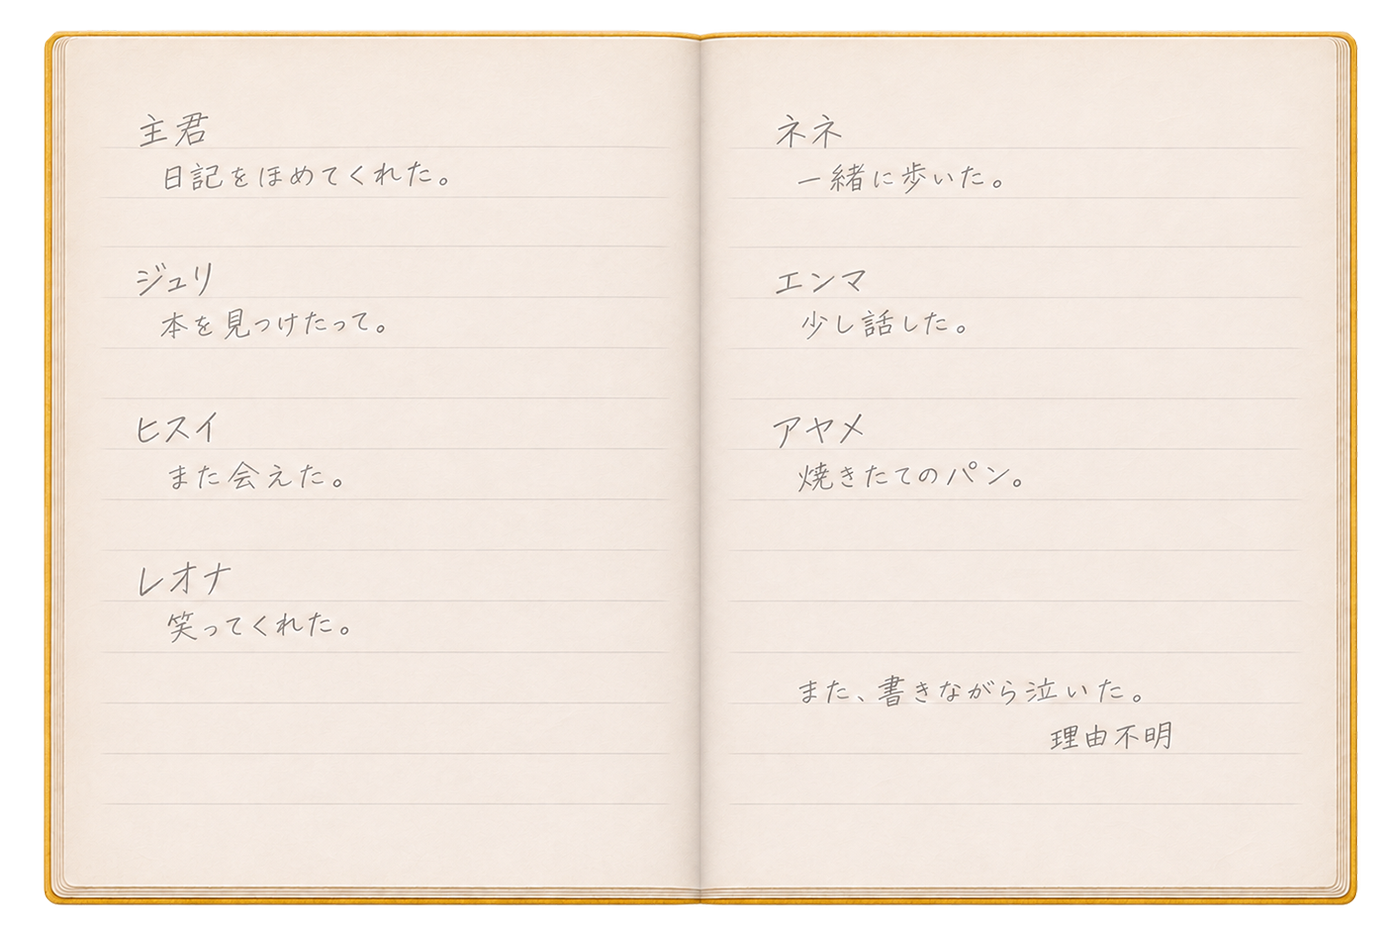 主君
日記をほめてくれた。
ジュリ
本を見つけたって。
ヒスイ
また会えた。
レオナ
笑ってくれた。
ネネ
一緒に歩いた。
エンマ
少し話した。
アヤメ
焼きたてのパン。
また、書きながら泣いた。
理由不明